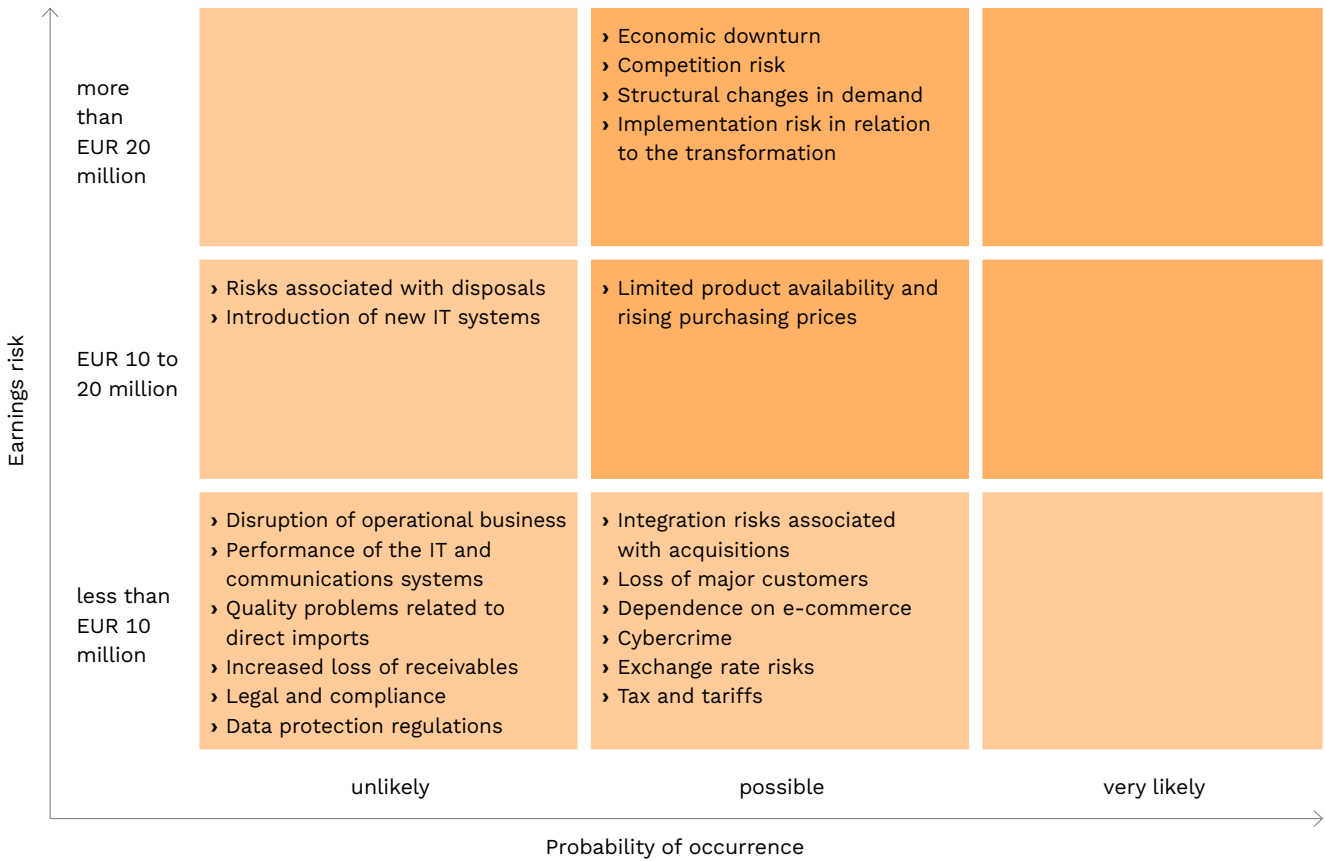 Earnings risk
more
than
EUR 20
million
› Economic downturn
› Competition risk
› Structural changes in demand
› Implementation risk in relation
to the transformation
EUR 10 to
20 million
› Risks associated with disposals
› Introduction of new IT systems
› Limited product availability and
rising purchasing prices
less than
EUR 10
million
› Disruption of operational business
› Performance of the IT and
communications systems
› Quality problems related to
direct imports
› Increased loss of receivables
› Legal and compliance
› Data protection regulations
› Integration risks associated
with acquisitions
› Loss of major customers
› Dependence on e-commerce
› Cybercrime
› Exchange rate risks
› Tax and tariffs
unlikely
possible
very likely
Probability of occurrence